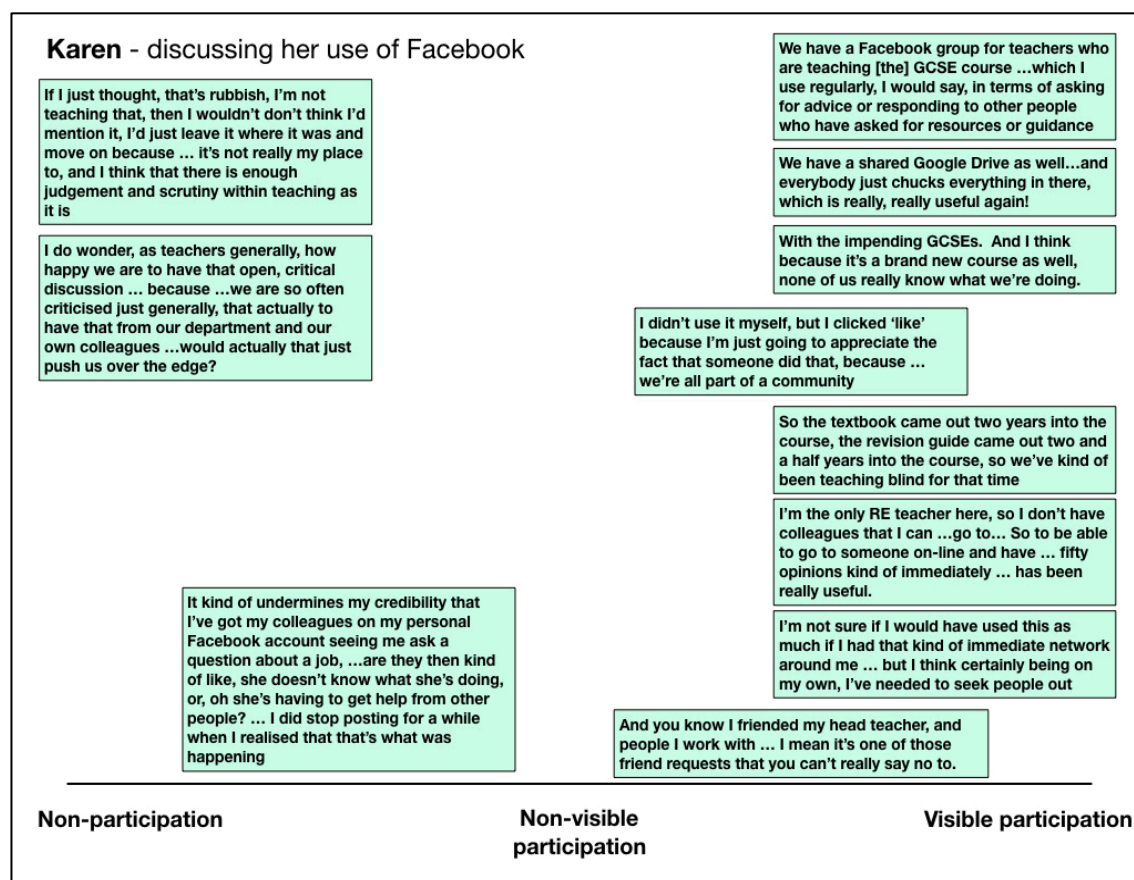 Karen - discussing her use of Facebook
If I just thought, that's rubbish, I'm not
teaching that, then I wouldn't don't think I'd
mention it, I'd just leave it where it was and
move on because … it's not really my place
to, and I think that there is enough
judgement and scrutiny within teaching as
it is
I do wonder, as teachers generally, how
happy we are to have that open, critical
discussion … because …we are so often
criticised just generally, that actually to
have that from our department and our
own colleagues …would actually that just
push us over the edge?
It kind of undermines my credibility that
I've got my colleagues on my personal
Facebook account seeing me ask a
question about a job, …are they then kind
of like, she doesn't know what she's doing,
or, oh she's having to get help from other
people? … I did stop posting for a while
when I realised that that's what was
happening
We have a Facebook group for teachers who
are teaching [the] GCSE course …which I
use regularly, I would say, in terms of asking
for advice or responding to other people
who have asked for resources or guidance
We have a shared Google Drive as well…and
everybody just chucks everything in there,
which is really, really useful again!
With the impending GCSEs.  And I think
because it's a brand new course as well,
none of us really know what we're doing.
I didn't use it myself, but I clicked 'like'
because I'm just going to appreciate the
fact that someone did that, because …
we're all part of a community
So the textbook came out two years into the
course, the revision guide came out two and
a half years into the course, so we've kind of
been teaching blind for that time
I'm the only RE teacher here, so I don't have
colleagues that I can …go to… So to be able
to go to someone on-line and have … fifty
opinions kind of immediately … has been
really useful.
I'm not sure if I would have used this as
much if I had that kind of immediate network
around me … but I think certainly being on
my own, I've needed to seek people out
And you know I friended my head teacher, and
people I work with … I mean it's one of those
friend requests that you can't really say no to.
Non-participation
Non-visible
participation
Visible participation